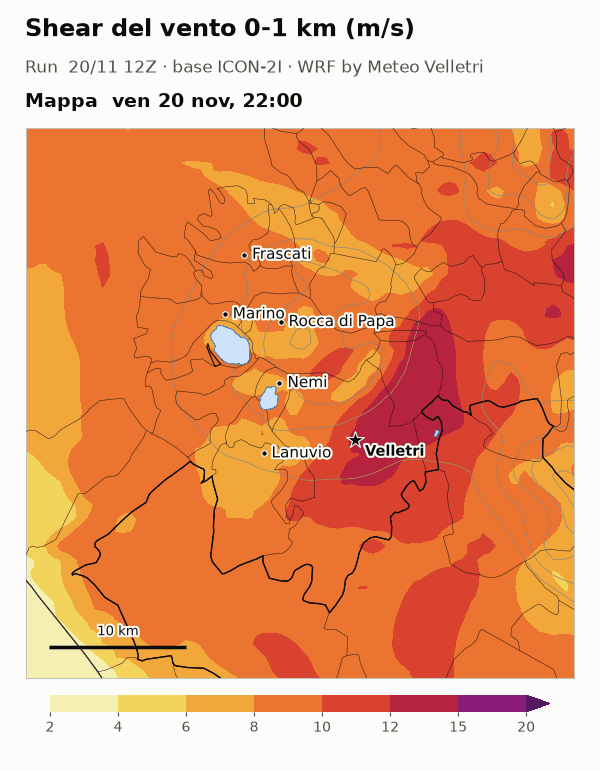 Shear del vento 0-1 km (m/s)
Run  20/11 12Z · base ICON-2I · WRF by Meteo Velletri
Mappa  ven 20 nov, 22:00
Frascati
Marino
Rocca di Papa
Nemi
Velletri
Lanuvio
10 km
2 4 6 8 10 12 15 20